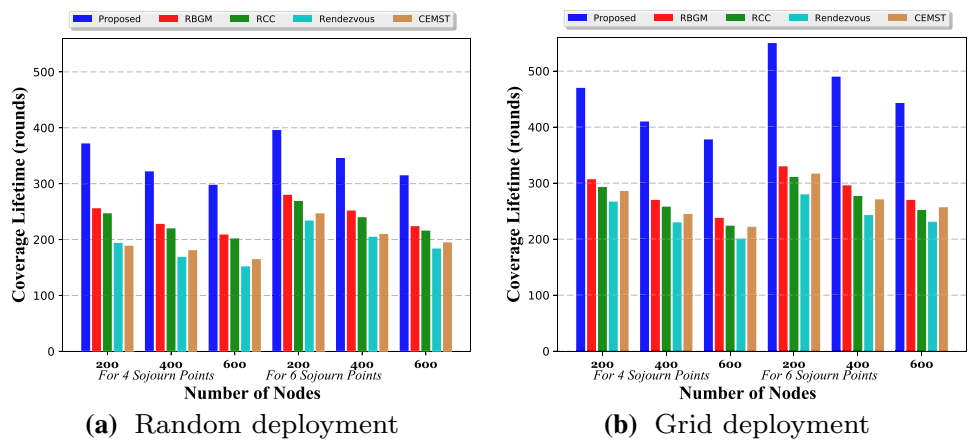 Proposed RBGM RCC Rendezvous CEMST
Coverage Lifetime (rounds)
500
400
300
200
100
0
200 400 600 200 400 600
For 4 Sojourn Points For 6 Sojourn Points
Number of Nodes
(a) Random deployment
Proposed RBGM RCC Rendezvous CEMST
Coverage Lifetime (rounds)
500
400
300
200
100
0
200 400 600 200 400 600
For 4 Sojourn Points For 6 Sojourn Points
Number of Nodes
(b) Grid deployment